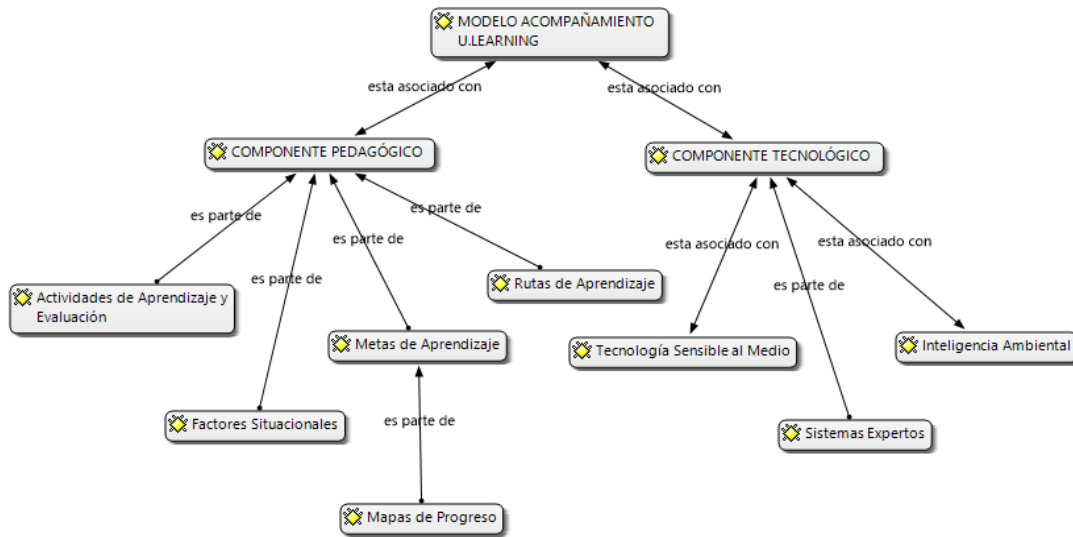 MODELO ACOMPAÑAMIENTO
U.LEARNING
esta asociado con
esta asociado con
COMPONENTE PEDAGÓGICO
COMPONENTE TECNOLÓGICO
es parte de
es parte de
es parte de
es parte de
esta asociado con
esta asociado con
es parte de
Actividades de Aprendizaje y
Evaluación
Rutas de Aprendizaje
Metas de Aprendizaje
Tecnología Sensible al Medio
Inteligencia Ambiental
Factores Situacionales
es parte de
Sistemas Expertos
Mapas de Progreso